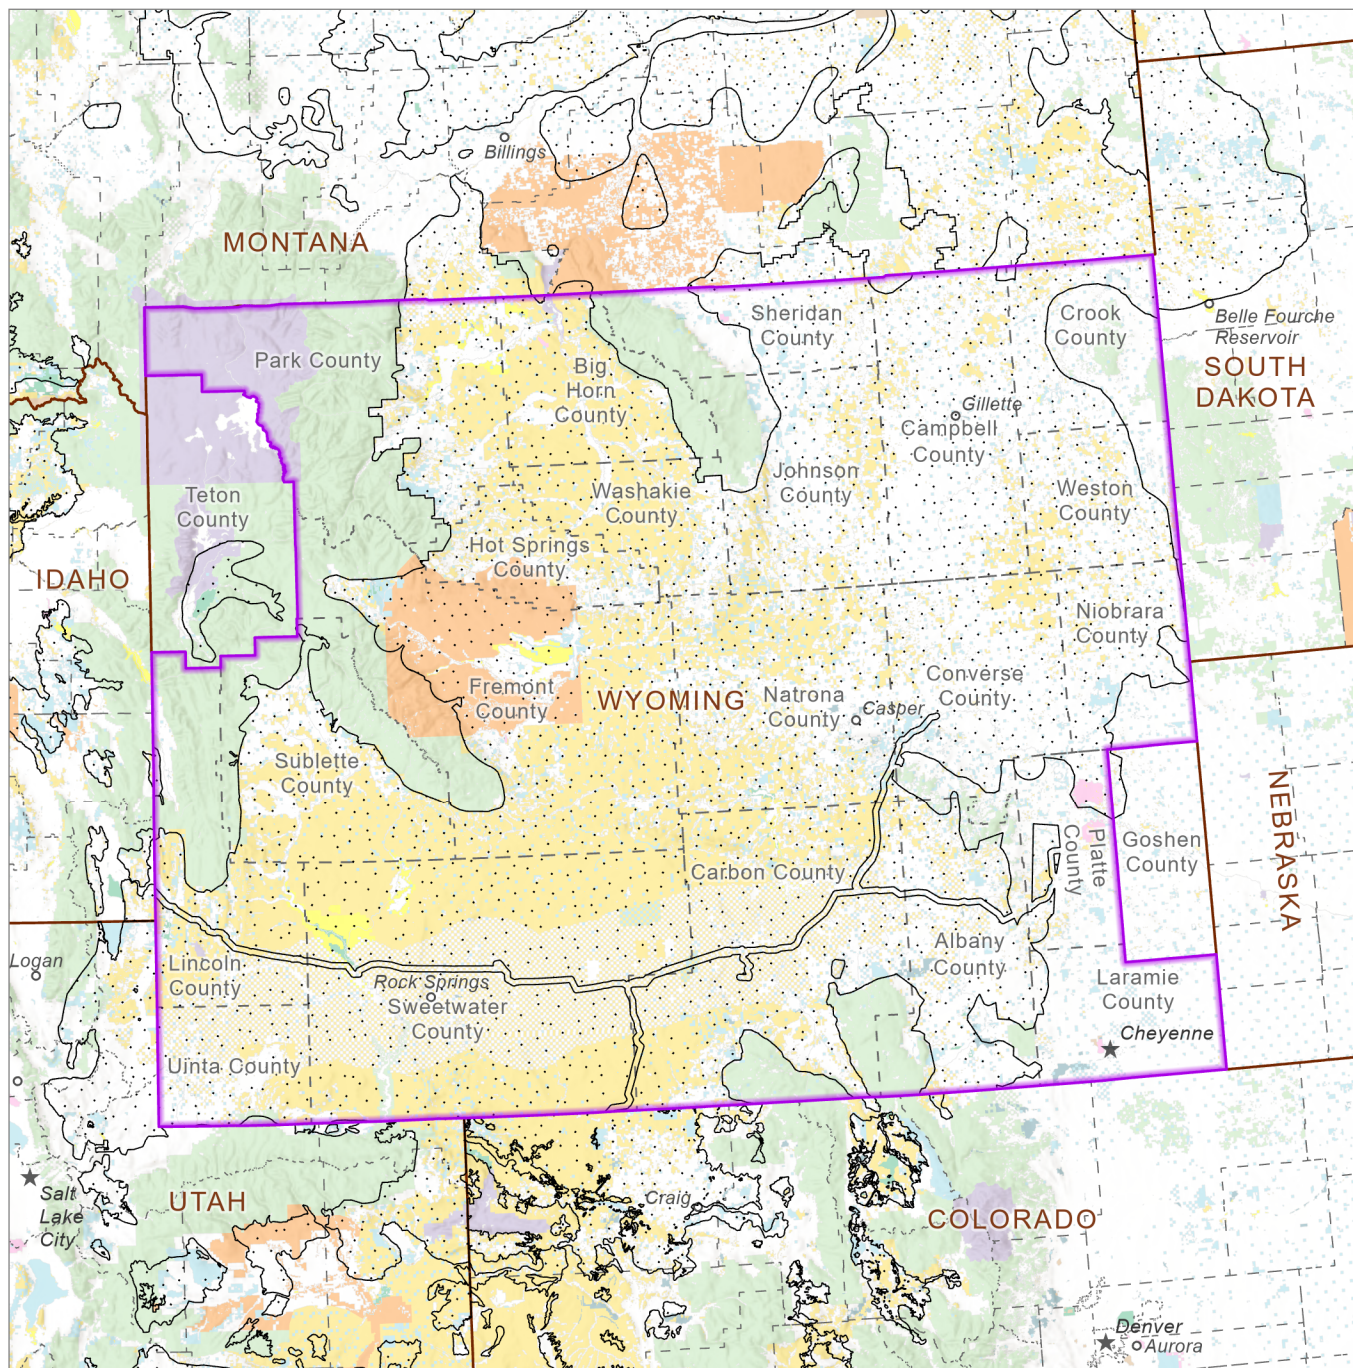 Billings
MONTANA
Sheridan
County
Crook
County
Belle Fourche
Reservoir
SOUTH
DAKOTA
Park County
Big
Horn
County
Gillette
Campbell
County
Johnson
County
Washakie
County
Weston
County
Teton
County
Hot Springs
County
IDAHO
Niobrara
County
Fremont
County
WYOMING
Natrona
County
Casper
Converse
County
Sublette
County
NEBRASKA
Platte
County
Goshen
County
Carbon County
Albany
County
Logan
Lincoln
County
Rock Springs
Sweetwater
County
Laramie
County
Cheyenne
Uinta County
Salt
Lake
City
UTAH
Craig
COLORADO
Denver
Aurora